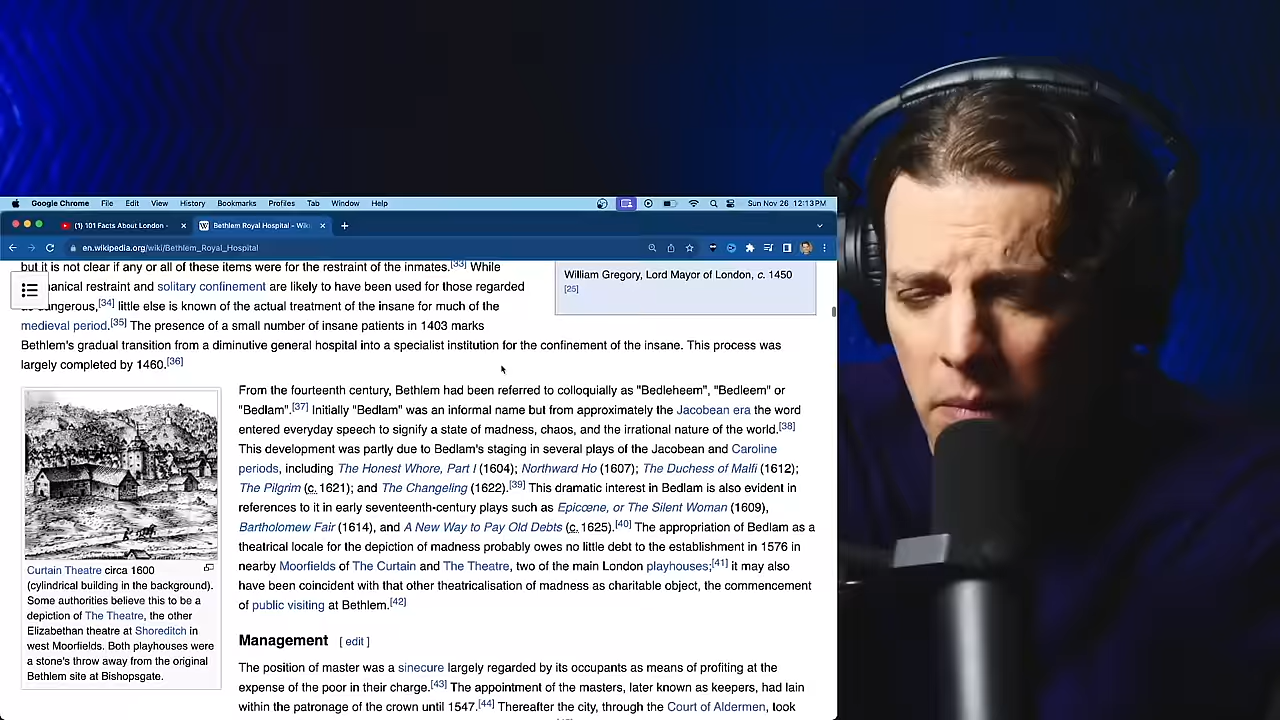 Google Chrome File Edit View History Bookmarks Profiles Tab Window Help Sun Nov 26 12:13 PM
(1) 101 Facts About London - Bethlem Royal Hospital - Wik
en.wikipedia.org/wiki/Bethlem_Royal_Hospital
but it is not clear if any or all of these items were for the restraint of the inmates.[33] While
anical restraint and solitary confinement are likely to have been used for those regarded
dangerous,[34] little else is known of the actual treatment of the insane for much of the
medieval period.[35] The presence of a small number of insane patients in 1403 marks
Bethlem's gradual transition from a diminutive general hospital into a specialist institution for the confinement of the insane. This process was
largely completed by 1460.[36]
William Gregory, Lord Mayor of London, c. 1450
[25]
From the fourteenth century, Bethlem had been referred to colloquially as "Bedleheem", "Bedleem" or
"Bedlam".[37] Initially "Bedlam" was an informal name but from approximately the Jacobean era the word
entered everyday speech to signify a state of madness, chaos, and the irrational nature of the world.[38]
This development was partly due to Bedlam's staging in several plays of the Jacobean and Caroline
periods, including The Honest Whore, Part I (1604); Northward Ho (1607); The Duchess of Malfi (1612);
The Pilgrim (c. 1621); and The Changeling (1622).[39] This dramatic interest in Bedlam is also evident in
references to it in early seventeenth-century plays such as Epicœne, or The Silent Woman (1609),
Bartholomew Fair (1614), and A New Way to Pay Old Debts (c. 1625).[40] The appropriation of Bedlam as a
theatrical locale for the depiction of madness probably owes no little debt to the establishment in 1576 in
nearby Moorfields of The Curtain and The Theatre, two of the main London playhouses;[41] it may also
have been coincident with that other theatricalisation of madness as charitable object, the commencement
of public visiting at Bethlem.[42]
Curtain Theatre circa 1600
(cylindrical building in the background).
Some authorities believe this to be a
depiction of The Theatre, the other
Elizabethan theatre at Shoreditch in
west Moorfields. Both playhouses were
a stone's throw away from the original
Bethlem site at Bishopsgate.
Management [ edit ]
The position of master was a sinecure largely regarded by its occupants as means of profiting at the
expense of the poor in their charge.[43] The appointment of the masters, later known as keepers, had lain
within the patronage of the crown until 1547.[44] Thereafter the city, through the Court of Aldermen, took